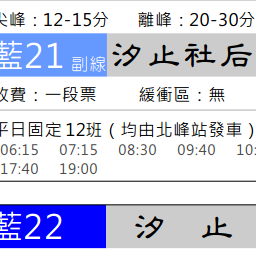 尖峰：12-15分 離峰：20-30分
藍21 副線 汐止社后
收費：一段票 緩衝區：無
平日固定12班（均由北峰站發車）
06:15 07:15 08:30 09:40 10:
17:40 19:00
藍22 汐 止